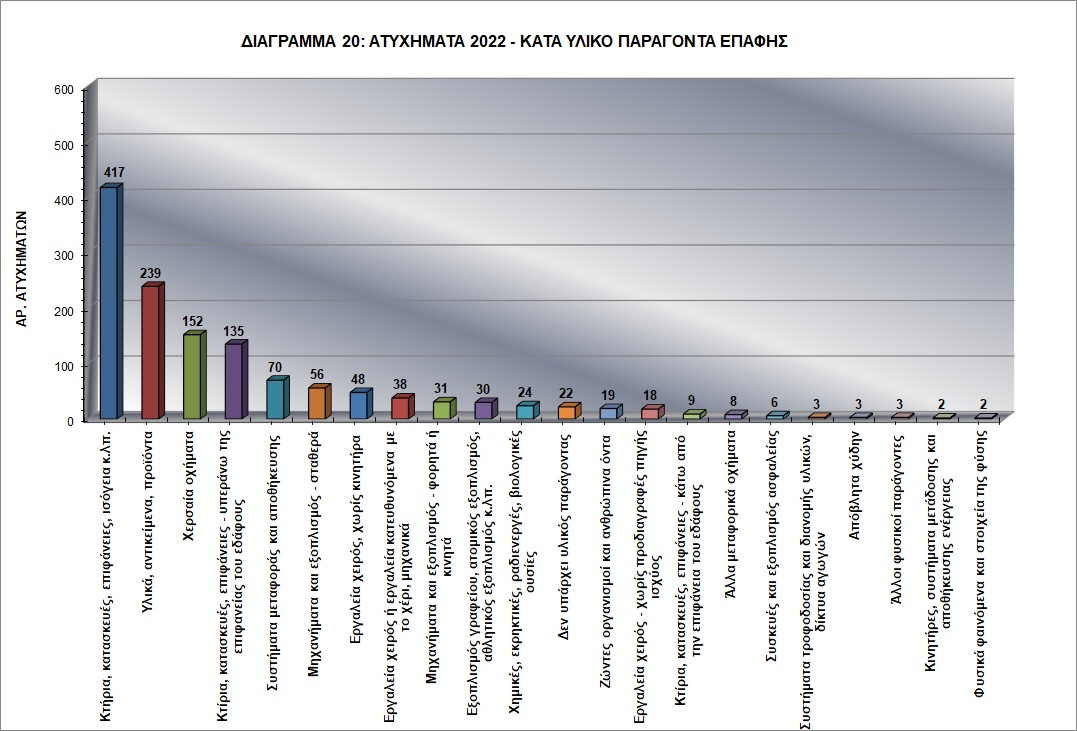 ΔΙΑΓΡΑΜΜΑ 20: ΑΤΥΧΗΜΑΤΑ 2022 - ΚΑΤΑ ΥΛΙΚΟ ΠΑΡΑΓΟΝΤΑ ΕΠΑΦΗΣ
ΑΡ. ΑΤΥΧΗΜΑΤΩΝ
600
500
400
300
200
100
0
417
239
152
135
70
56
48
38
31
30
24
22
19
18
9
8
6
3
3
3
2
2
Κτήρια, κατασκευές, επιφάνειες, ισόγεια κ.λπ.
Υλικά, αντικείμενα, προϊόντα
Χερσαία οχήματα
Κτίρια, κατασκευές, επιφάνειες - υπεράνω της
επιφανείας του εδάφους
Συστήματα μεταφοράς και αποθήκευσης
Μηχανήματα και εξοπλισμός - σταθερά
Εργαλεία χειρός, χωρίς κινητήρα
Εργαλεία χειρός ή εργαλεία κατευθυνόμενα με
το χέρι, μηχανικά
Μηχανήματα και εξοπλισμός - φορητά ή
κινητά
Εξοπλισμός γραφείου, ατομικός εξοπλισμός,
αθλητικός εξοπλισμός κ.λπ.
Χημικές, εκρηκτικές, ραδιενεργές, βιολογικές
ουσίες
Δεν υπάρχει υλικός παράγοντας
Ζώντες οργανισμοί και ανθρώπινα όντα
Εργαλεία χειρός - χωρίς προδιαγραφές πηγής
ισχύος
Κτίρια, κατασκευές, επιφάνειες - κάτω από
την επιφάνεια του εδάφους
Άλλα μεταφορικά οχήματα
Συσκευές και εξοπλισμός ασφαλείας
Συστήματα τροφοδοσίας και διανομής υλικών,
δίκτυα αγωγών
Απόβλητα χύδην
Άλλοι φυσικοί παράγοντες
Κινητήρες, συστήματα μετάδοσης και
αποθήκευσης ενέργειας
Φυσικά φαινόμενα και στοιχεία της φύσης